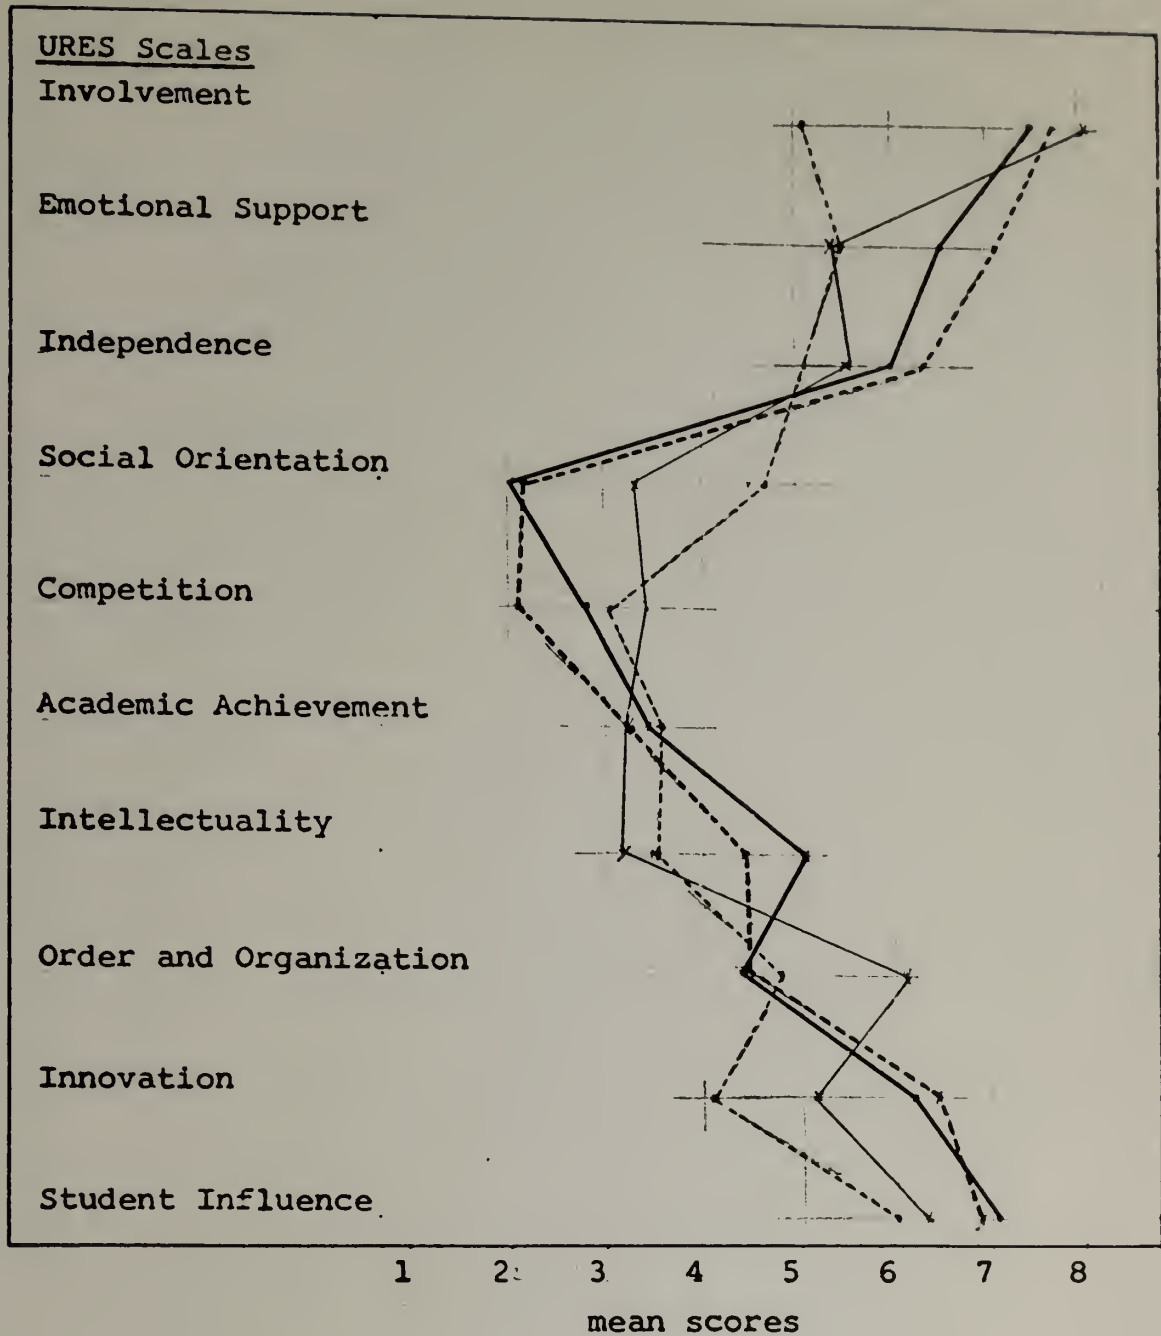 URES Scales
Involvement
Emotional Support
Independence
Social Orientation
Competition
Academic Achievement
Intellectuality
Order and Organization
Innovation
Student Influence
1 2 3 4 5 6 7 8
mean scores